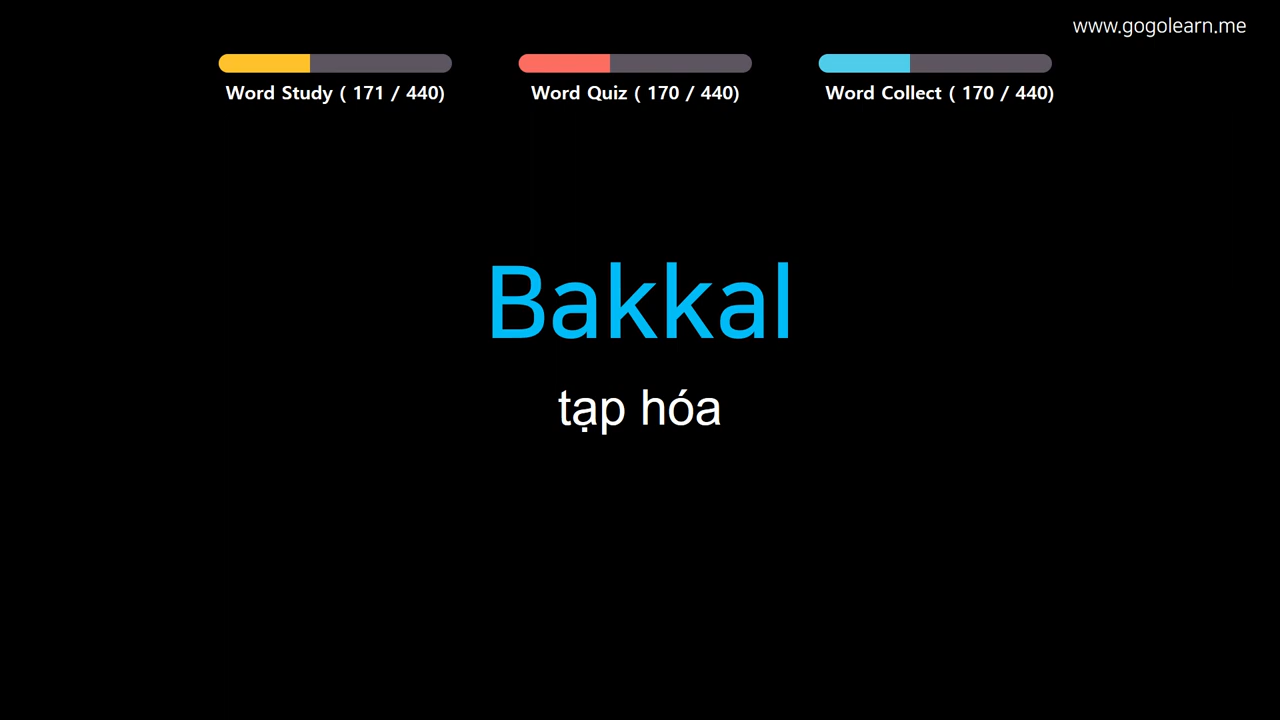 www.gogolearn.me
Word Study ( 171 / 440)
Word Quiz ( 170 / 440)
Word Collect ( 170 / 440)
Bakkal
tạp hóa